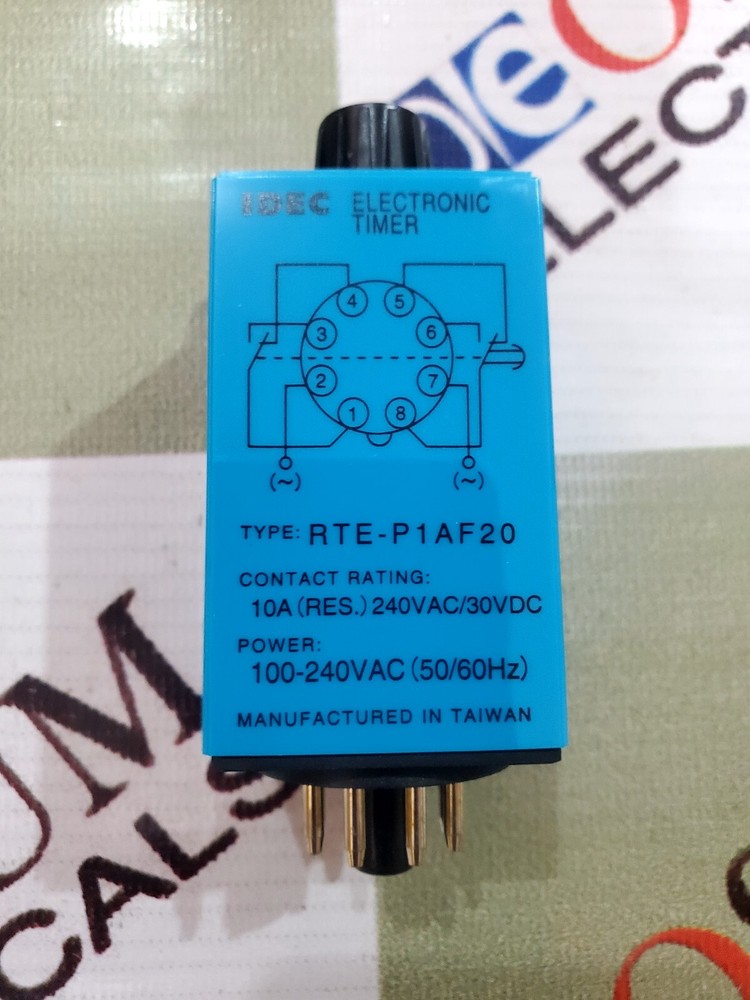 IDEC ELECTRONIC
TIMER
4 5
3 6
2 7
1 8
(~) (~)
TYPE: RTE-P1AF20
CONTACT RATING:
10A (RES.) 240VAC/30VDC
POWER:
100-240VAC (50/60Hz)
MANUFACTURED IN TAIWAN